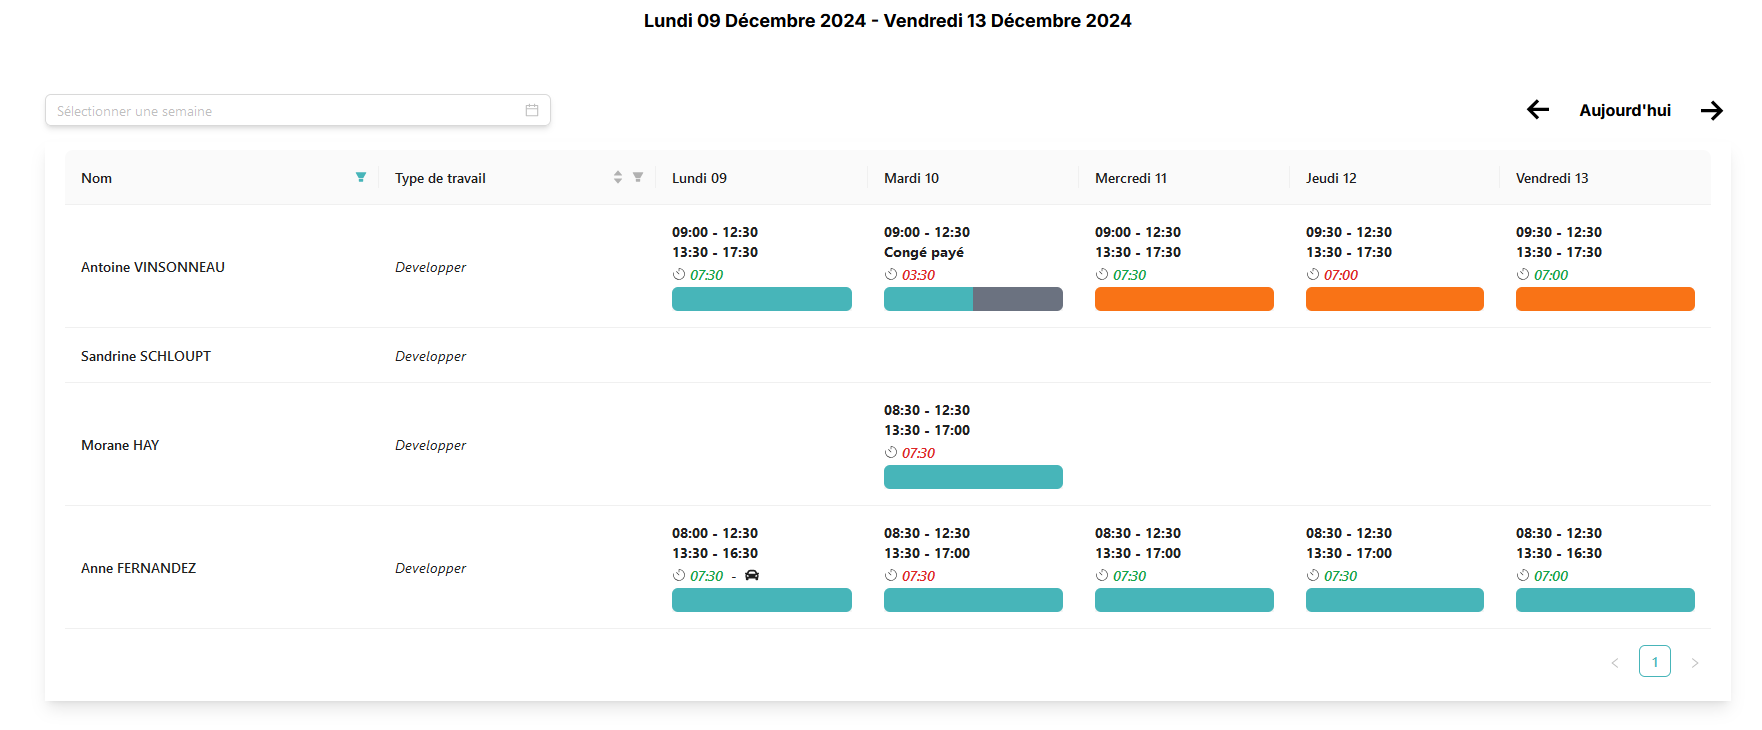 Lundi 09 Décembre 2024 - Vendredi 13 Décembre 2024
Sélectionner une semaine
Aujourd'hui
Nom Type de travail Lundi 09 Mardi 10 Mercredi 11 Jeudi 12 Vendredi 13
09:00 - 12:30 09:00 - 12:30 09:00 - 12:30 09:30 - 12:30 09:30 - 12:30
13:30 - 17:30 Congé payé 13:30 - 17:30 13:30 - 17:30 13:30 - 17:30
Antoine VINSONNEAU Developper
07:30 03:30 07:30 07:00 07:00
Sandrine SCHLOUPT Developper
08:30 - 12:30
13:30 - 17:00
Morane HAY Developper
07:30
08:00 - 12:30 08:30 - 12:30 08:30 - 12:30 08:30 - 12:30 08:30 - 12:30
13:30 - 16:30 13:30 - 17:00 13:30 - 17:00 13:30 - 17:00 13:30 - 16:30
Anne FERNANDEZ Developper
07:30 - 07:30 07:30 07:30 07:00
< 1 >